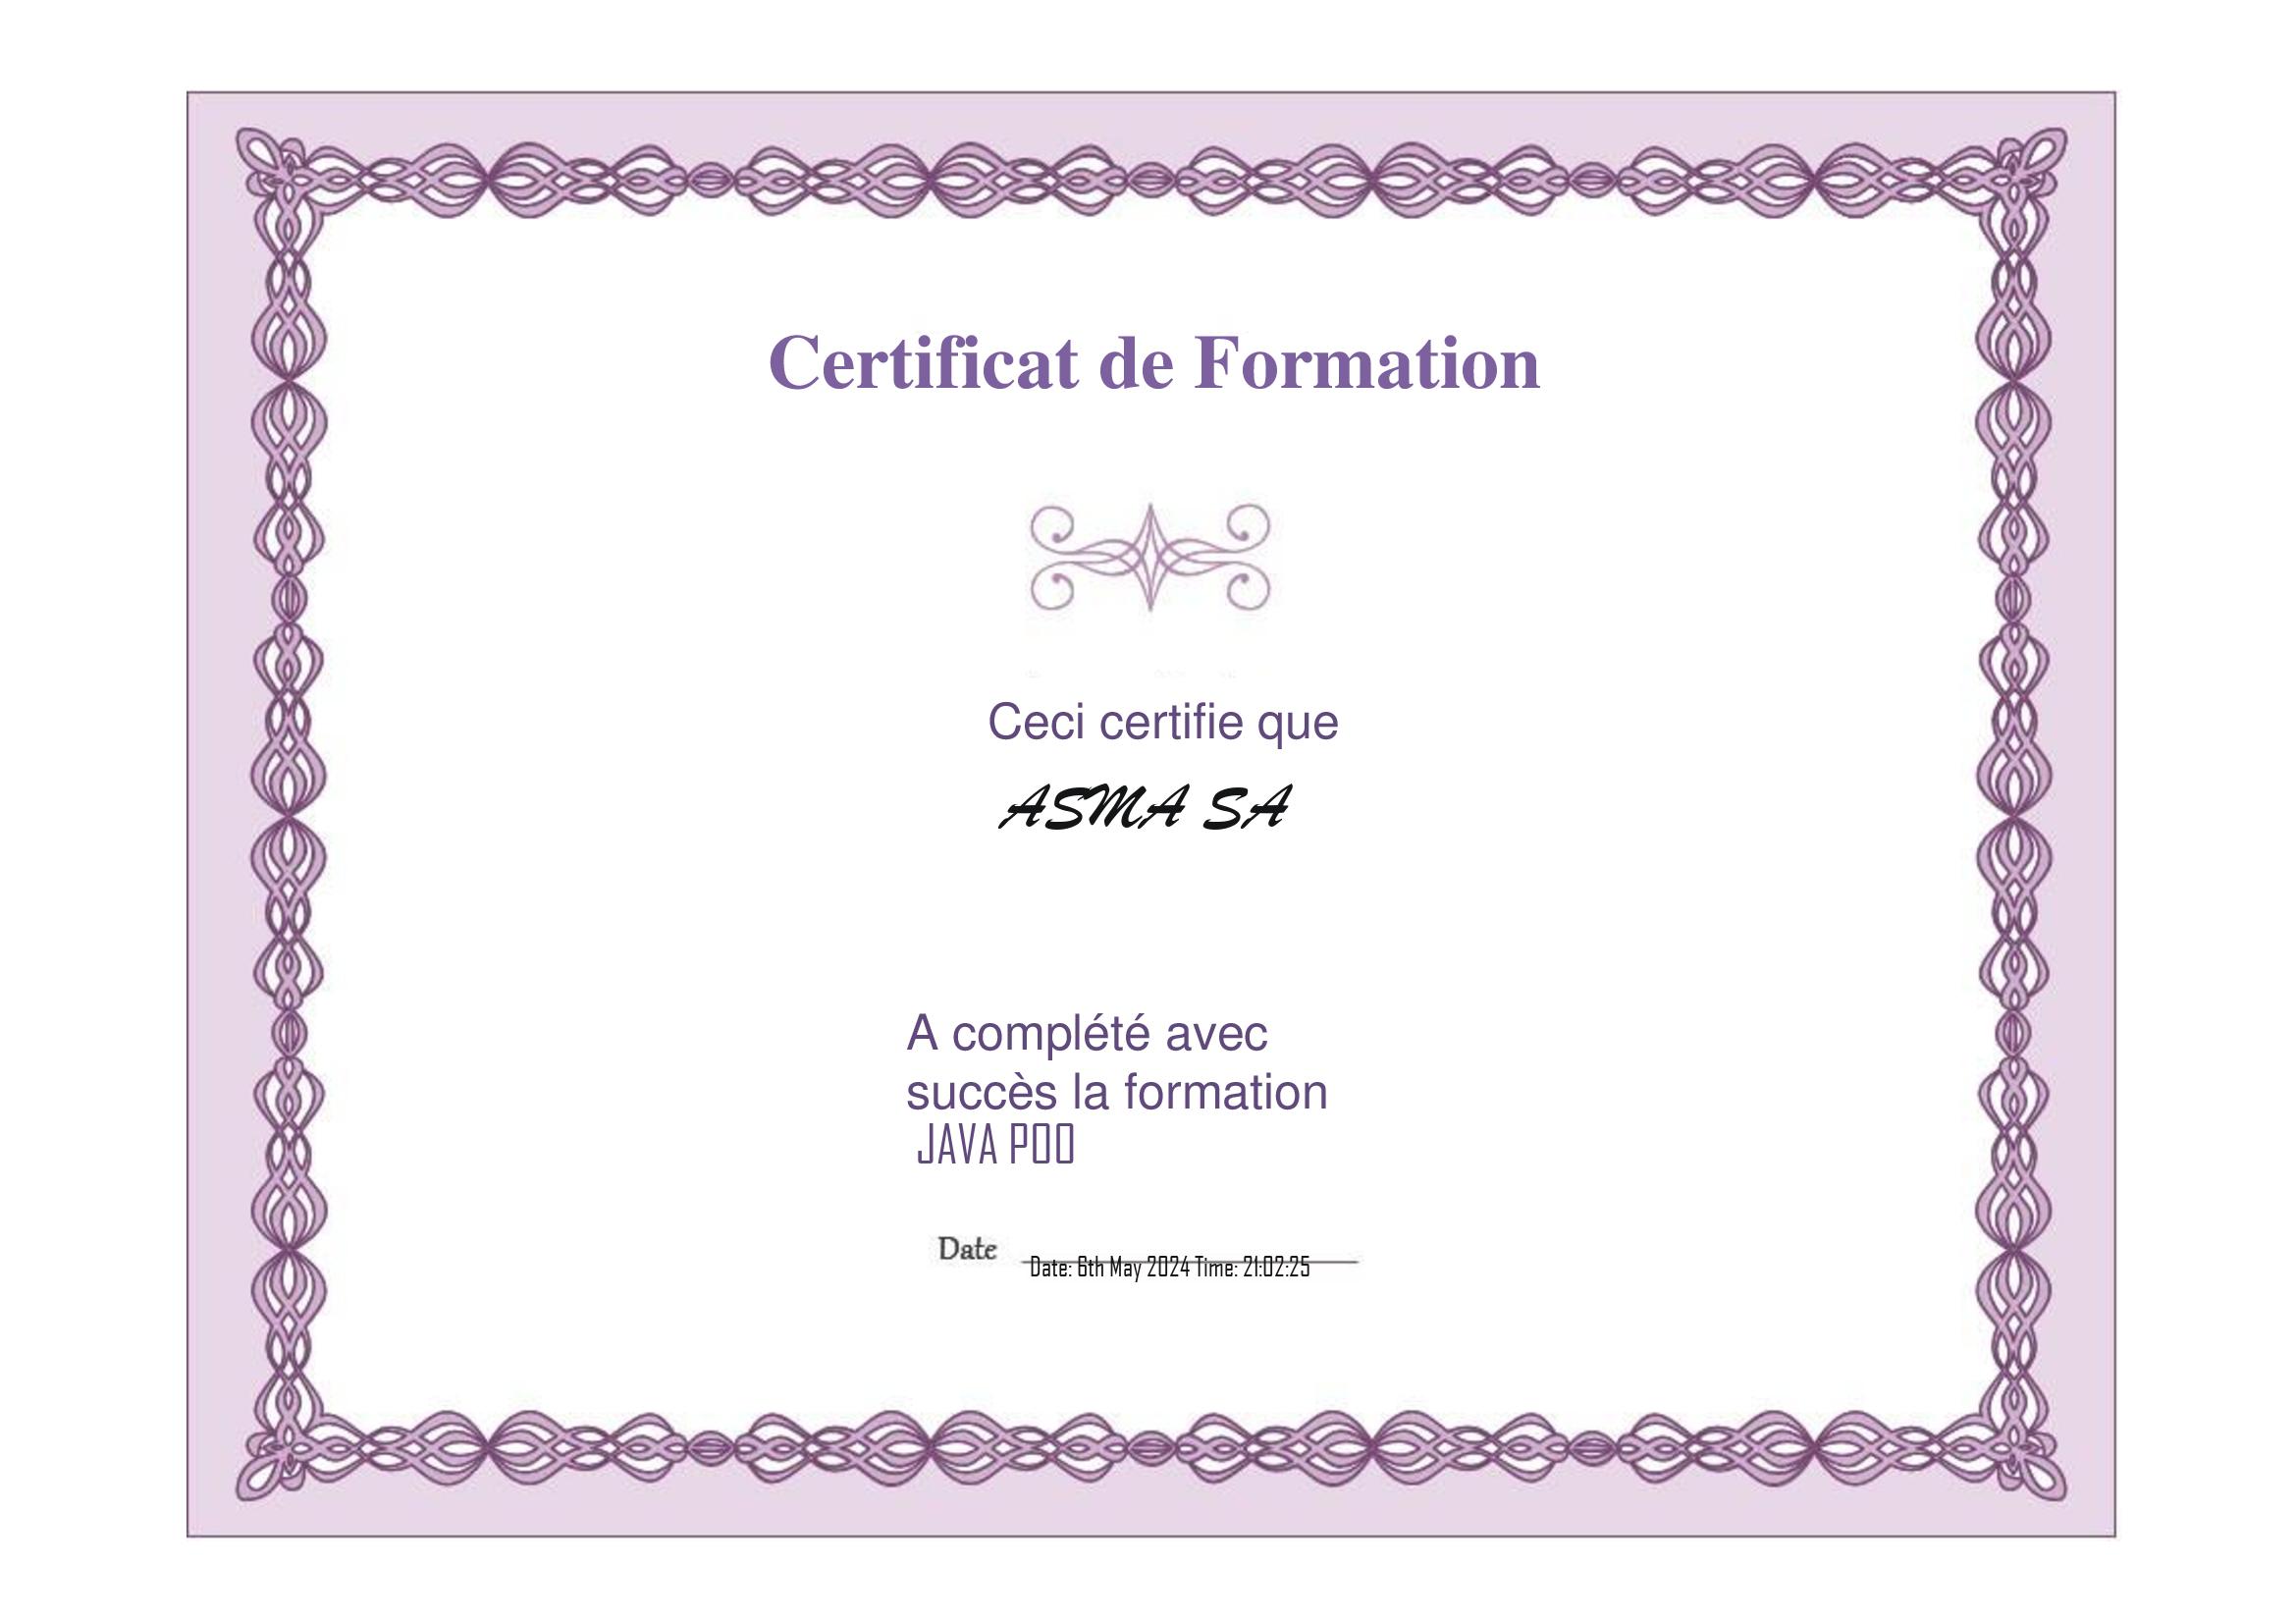 Certificat de Formation
Ceci certifie que
ASMA SA
A complété avec
succès la formation
JAVA POO
Date
Date: 6th May 2024 Time: 21:02:25